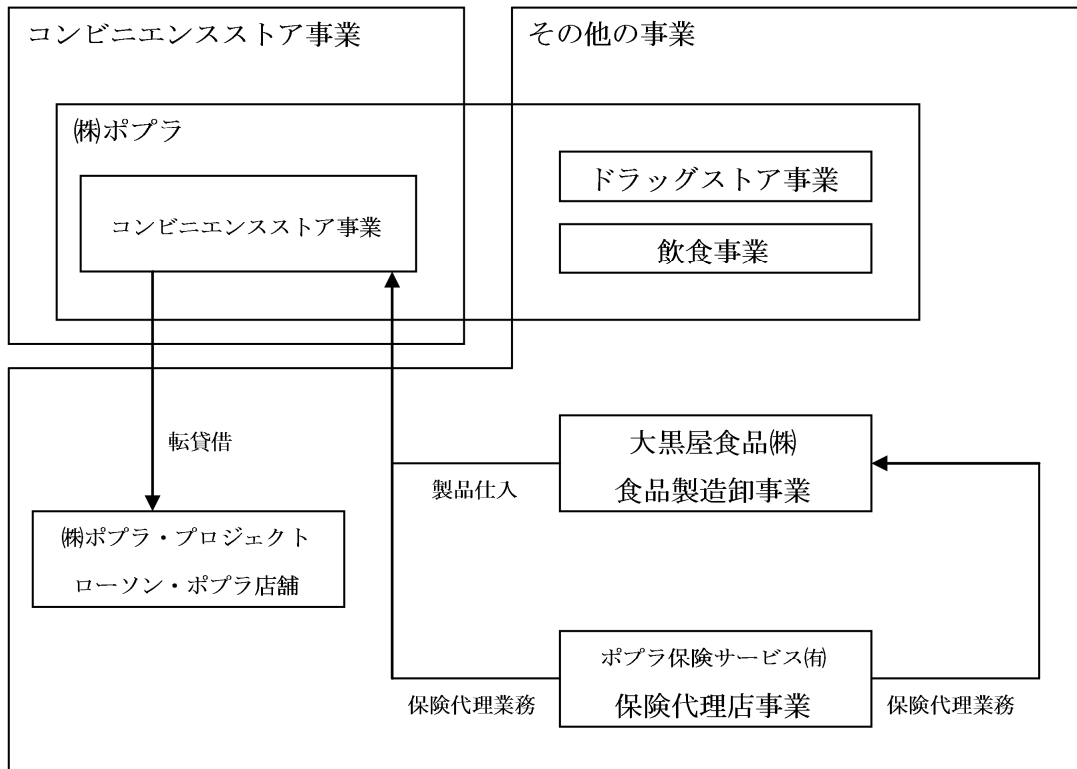 コンビニエンスストア事業
その他の事業
㈱ポプラ
コンビニエンスストア事業
ドラッグストア事業
飲食事業
転貸借
大黒屋食品㈱
食品製造卸事業
製品仕入
㈱ポプラ・プロジェクト
ローソン・ポプラ店舗
ポプラ保険サービス㈲
保険代理店事業
保険代理業務
保険代理業務